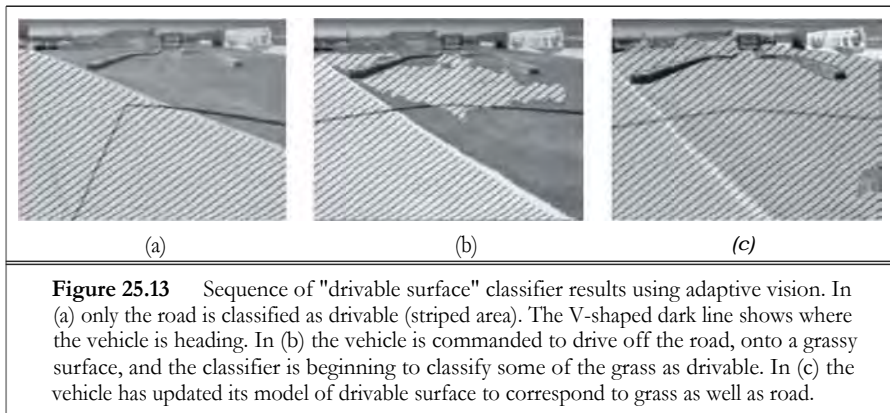 (a) (b) (c)
Figure 25.13 Sequence of "drivable surface" classifier results using adaptive vision. In
(a) only the road is classified as drivable (striped area). The V-shaped dark line shows where
the vehicle is heading. In (b) the vehicle is commanded to drive off the road, onto a grassy
surface, and the classifier is beginning to classify some of the grass as drivable. In (c) the
vehicle has updated its model of drivable surface to correspond to grass as well as road.